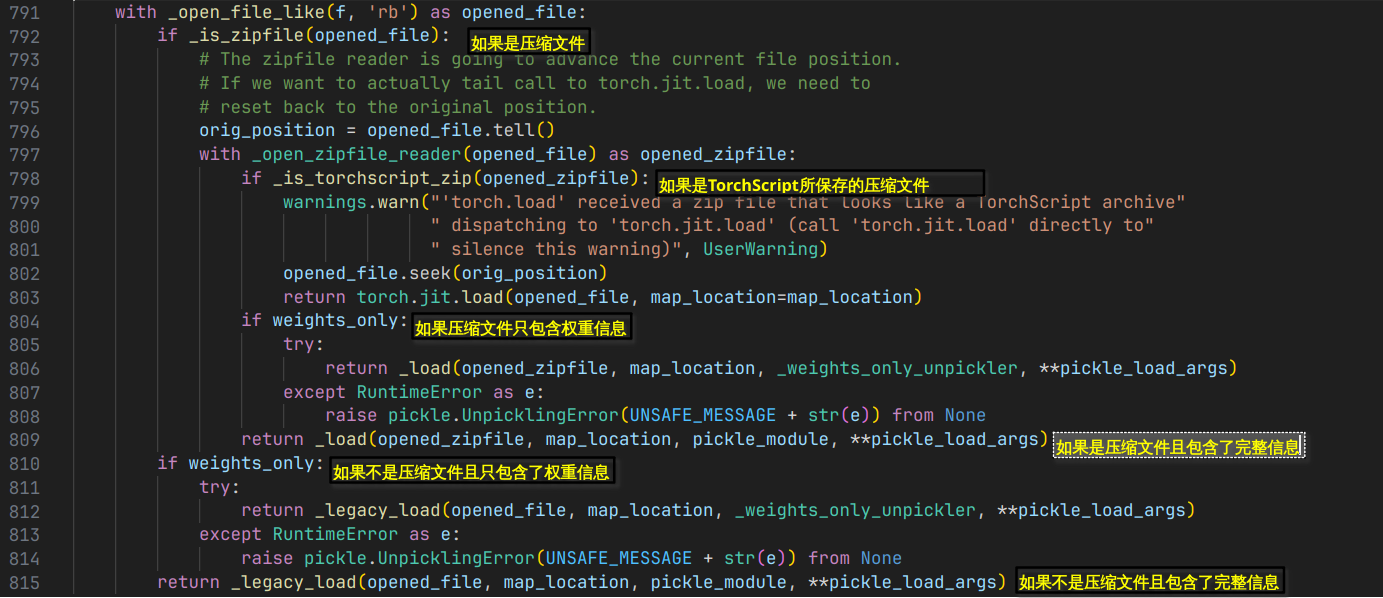 791 with _open_file_like(f, 'rb') as opened_file:
792 if _is_zipfile(opened_file): 如果是压缩文件
793 # The zipfile reader is going to advance the current file position.
794 # If we want to actually tail call to torch.jit.load, we need to
795 # reset back to the original position.
796 orig_position = opened_file.tell()
797 with _open_zipfile_reader(opened_file) as opened_zipfile:
798 if _is_torchscript_zip(opened_zipfile): 如果是TorchScript所保存的压缩文件
799 warnings.warn("'torch.load' received a zip file that looks like a TorchScript archive"
800 " dispatching to 'torch.jit.load' (call 'torch.jit.load' directly to"
801 " silence this warning)", UserWarning)
802 opened_file.seek(orig_position)
803 return torch.jit.load(opened_file, map_location=map_location)
804 if weights_only: 如果压缩文件只包含权重信息
805 try:
806 return _load(opened_zipfile, map_location, _weights_only_unpickler, **pickle_load_args)
807 except RuntimeError as e:
808 raise pickle.UnpicklingError(UNSAFE_MESSAGE + str(e)) from None
809 return _load(opened_zipfile, map_location, pickle_module, **pickle_load_args) 如果是压缩文件且包含了完整信息
810 if weights_only: 如果不是压缩文件且只包含了权重信息
811 try:
812 return _legacy_load(opened_file, map_location, _weights_only_unpickler, **pickle_load_args)
813 except RuntimeError as e:
814 raise pickle.UnpicklingError(UNSAFE_MESSAGE + str(e)) from None
815 return _legacy_load(opened_file, map_location, pickle_module, **pickle_load_args) 如果不是压缩文件且包含了完整信息